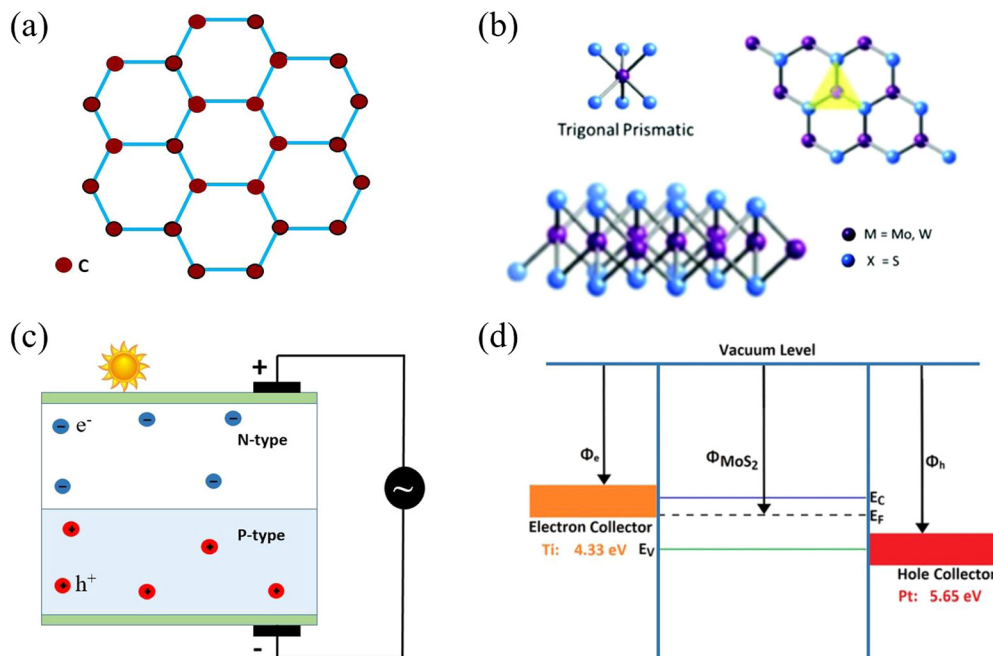 (a)
C
(b)
Trigonal Prismatic
M = Mo, W
X = S
(c)
+
e-
N-type
~
P-type
h+
-
(d)
Vacuum Level
Φe
ΦMoS2
Φh
EC
EF
Electron Collector
Ti: 4.33 eV
EV
Hole Collector
Pt: 5.65 eV